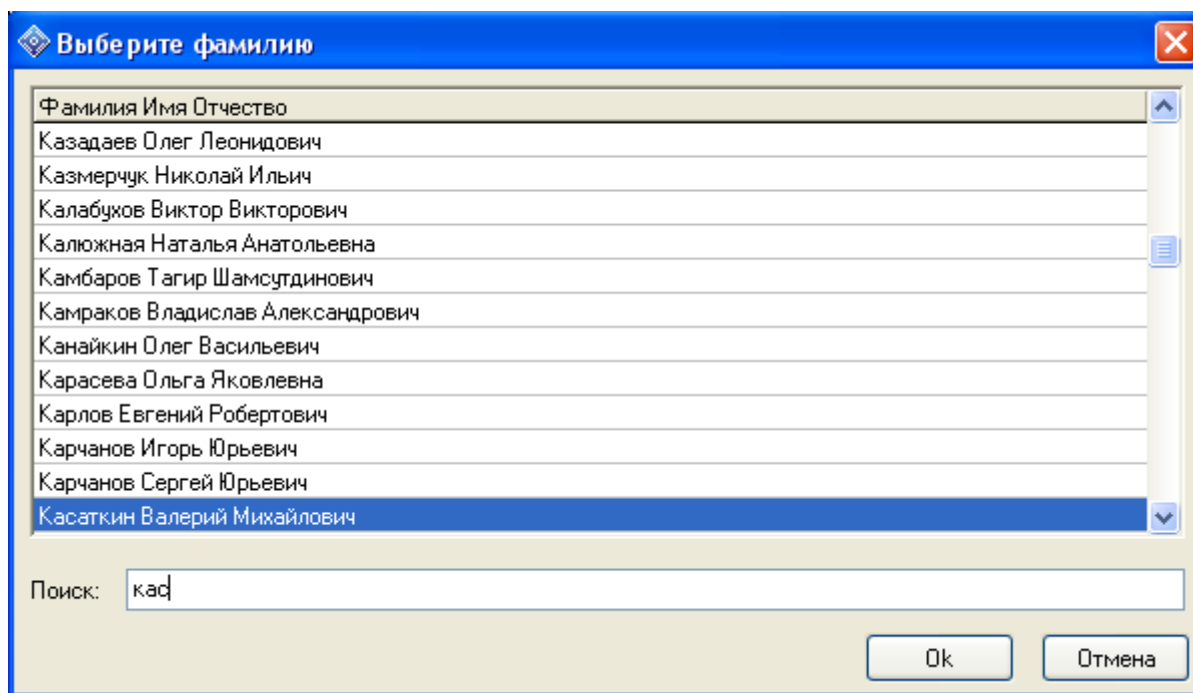 Выберите фамилию
Фамилия Имя Отчество
Казадаев Олег Леонидович
Казмерчук Николай Ильич
Калабухов Виктор Викторович
Калюжная Наталья Анатольевна
Камбаров Тагир Шамсутдинович
Камраков Владислав Александрович
Канайкин Олег Васильевич
Карасева Ольга Яковлевна
Карлов Евгений Робертович
Карчанов Игорь Юрьевич
Карчанов Сергей Юрьевич
Касаткин Валерий Михайлович
Поиск: кас
Ok Отмена